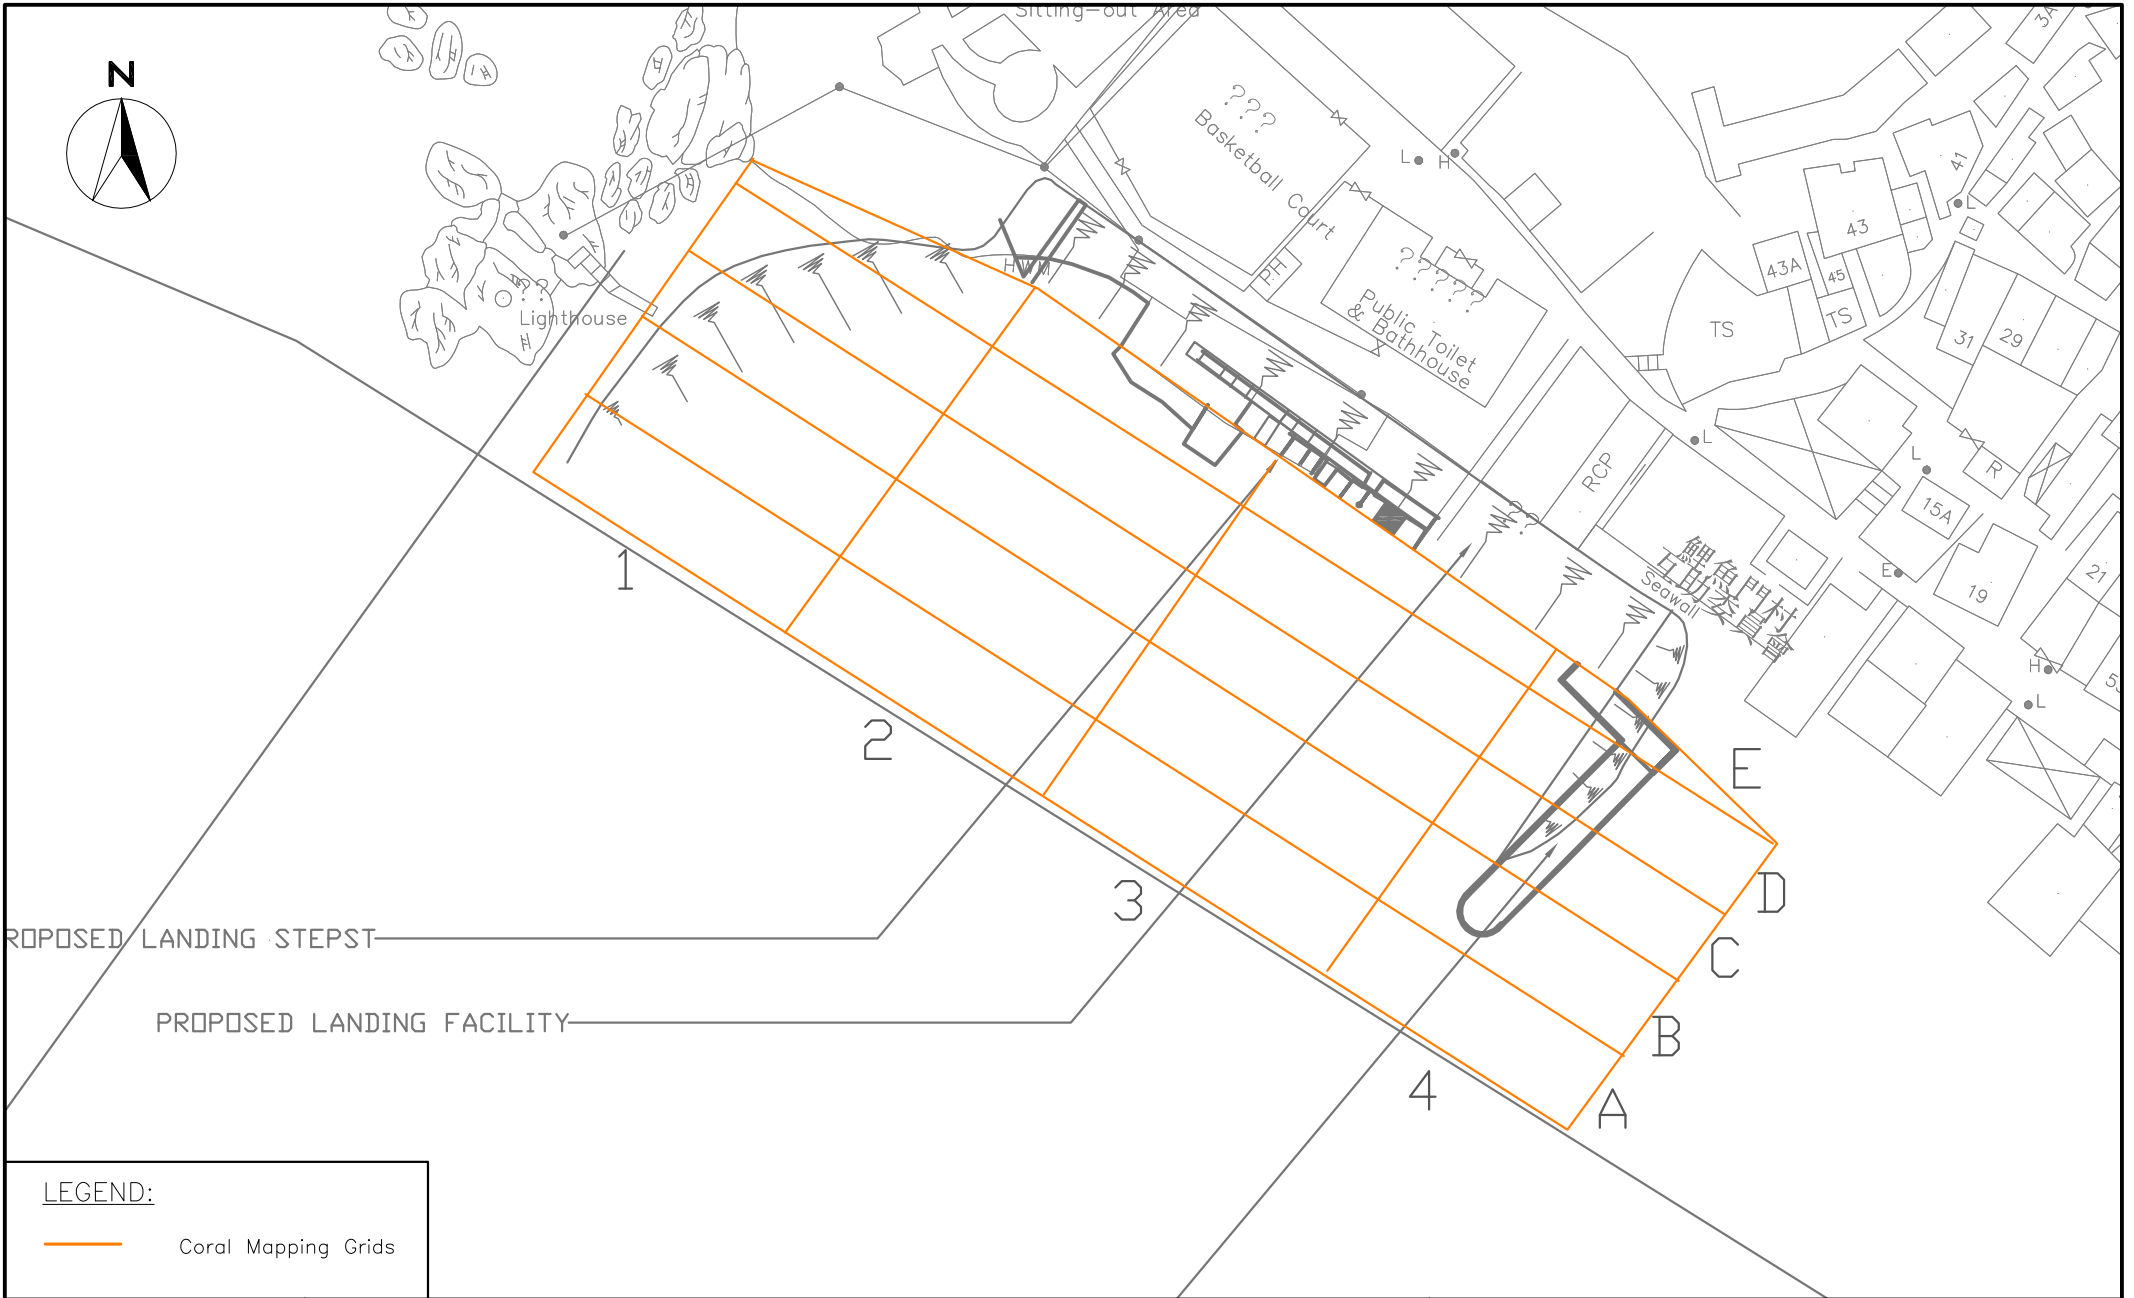 Sitting-out Area
N
3A
???
Basketball Court
L
H
41
L
43
PH
?????
Public Toilet
& Bathhouse
43A
45
TS
TS
HWM
??
Lighthouse
31
29
L
RCP
L
R
15A
??
鯉魚門村
互助委員會
Seawall
E
19
21
H
L
1
2
3
4
E
D
C
B
A
ROPOSED LANDING STEPST
PROPOSED LANDING FACILITY
LEGEND:
Coral Mapping Grids